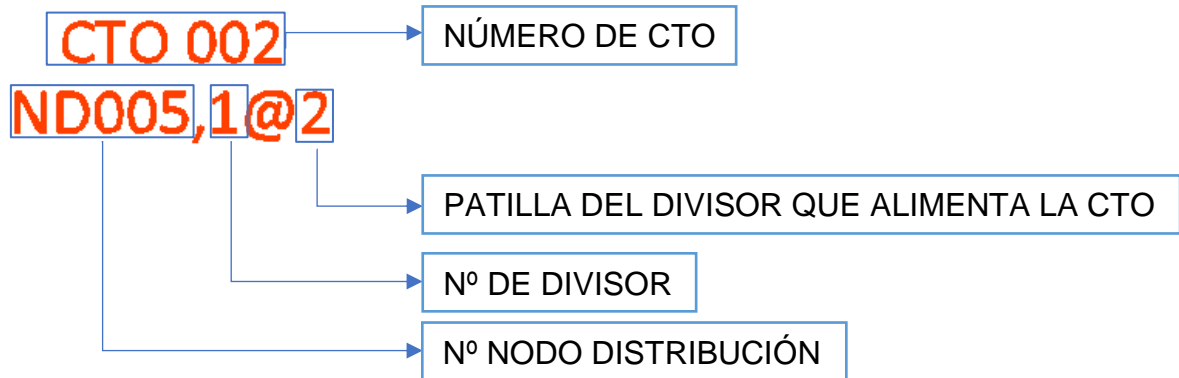 CTO 002
NÚMERO DE CTO
ND005,1@2
PATILLA DEL DIVISOR QUE ALIMENTA LA CTO
Nº DE DIVISOR
Nº NODO DISTRIBUCIÓN